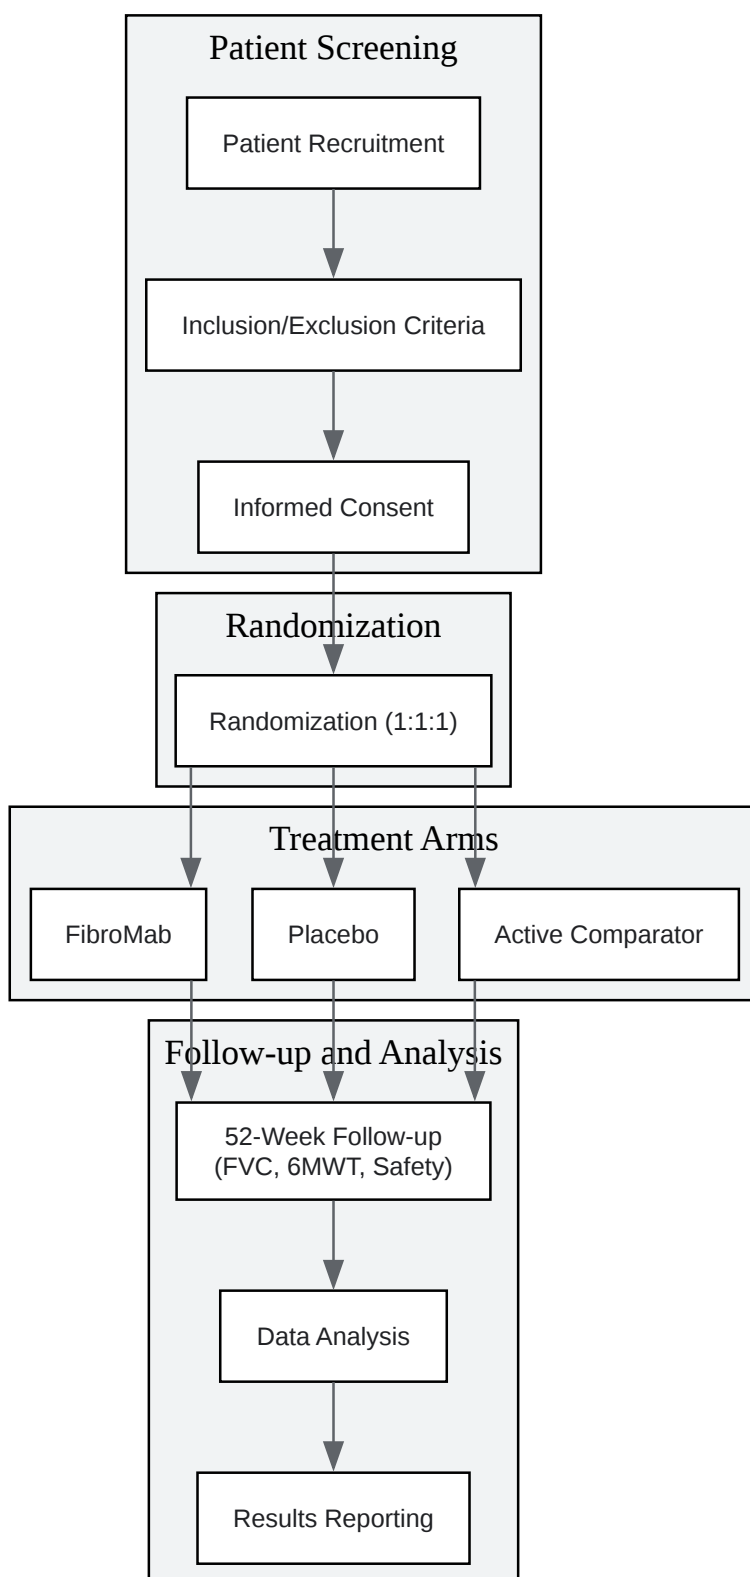 Patient Screening
Patient Recruitment
Inclusion/Exclusion Criteria
Informed Consent
Randomization
Randomization (1:1:1)
Treatment Arms
FibroMab
Placebo
Active Comparator
Follow-up and Analysis
52-Week Follow-up
(FVC, 6MWT, Safety)
Data Analysis
Results Reporting